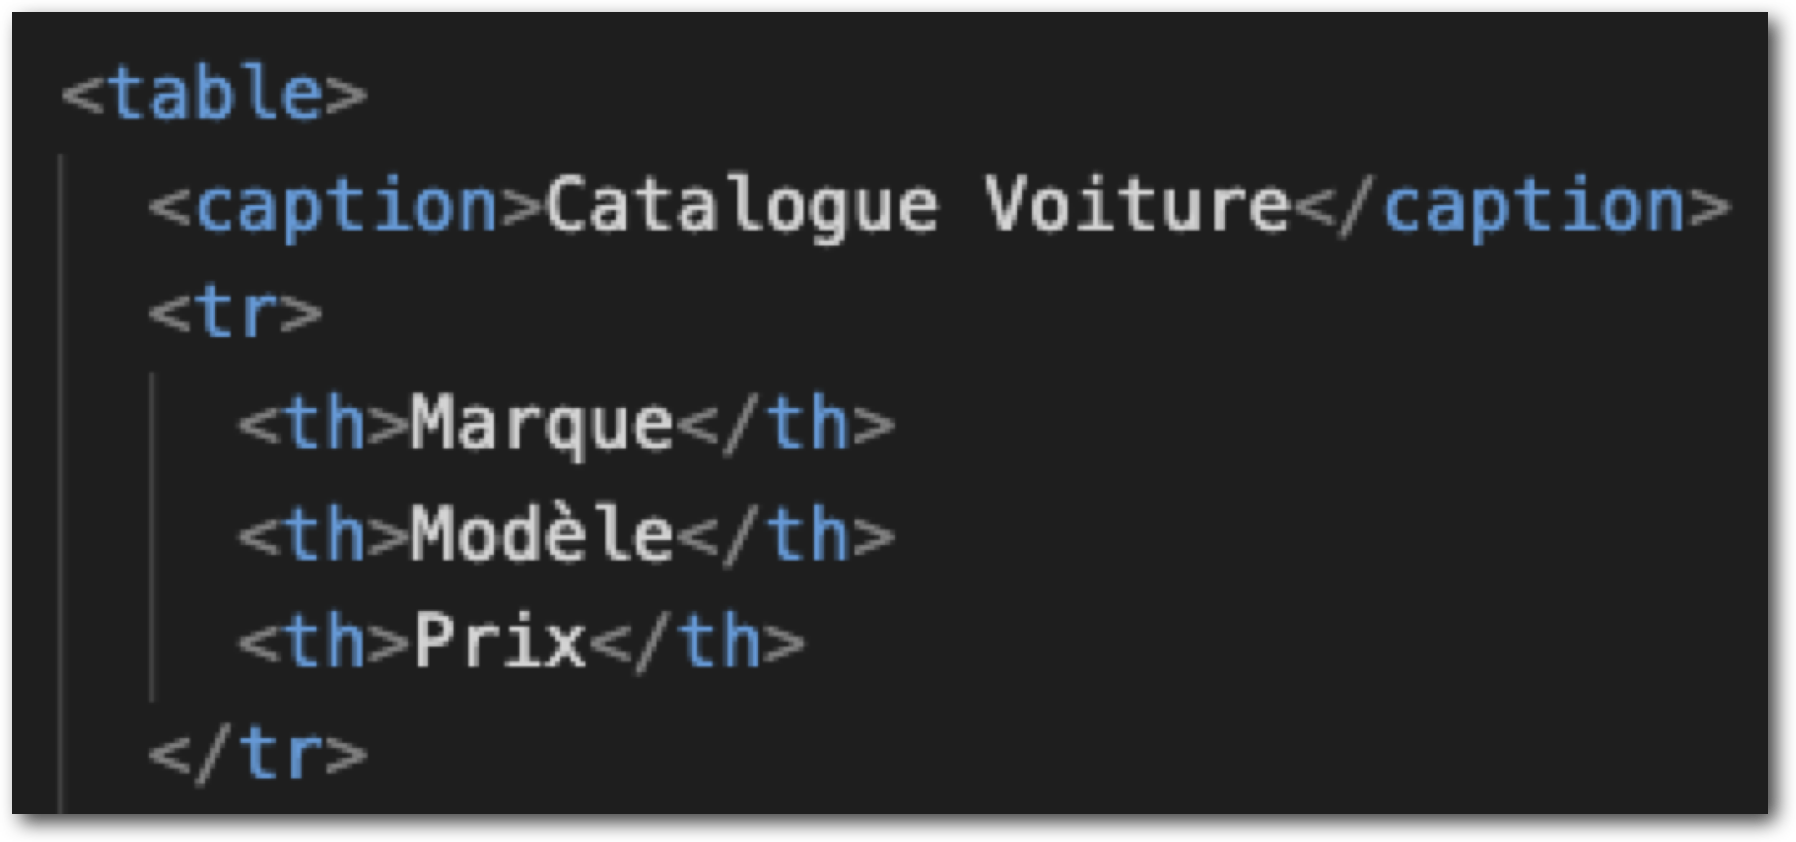 <table>
<caption>Catalogue Voiture</caption>
<tr>
<th>Marque</th>
<th>Modèle</th>
<th>Prix</th>
</tr>